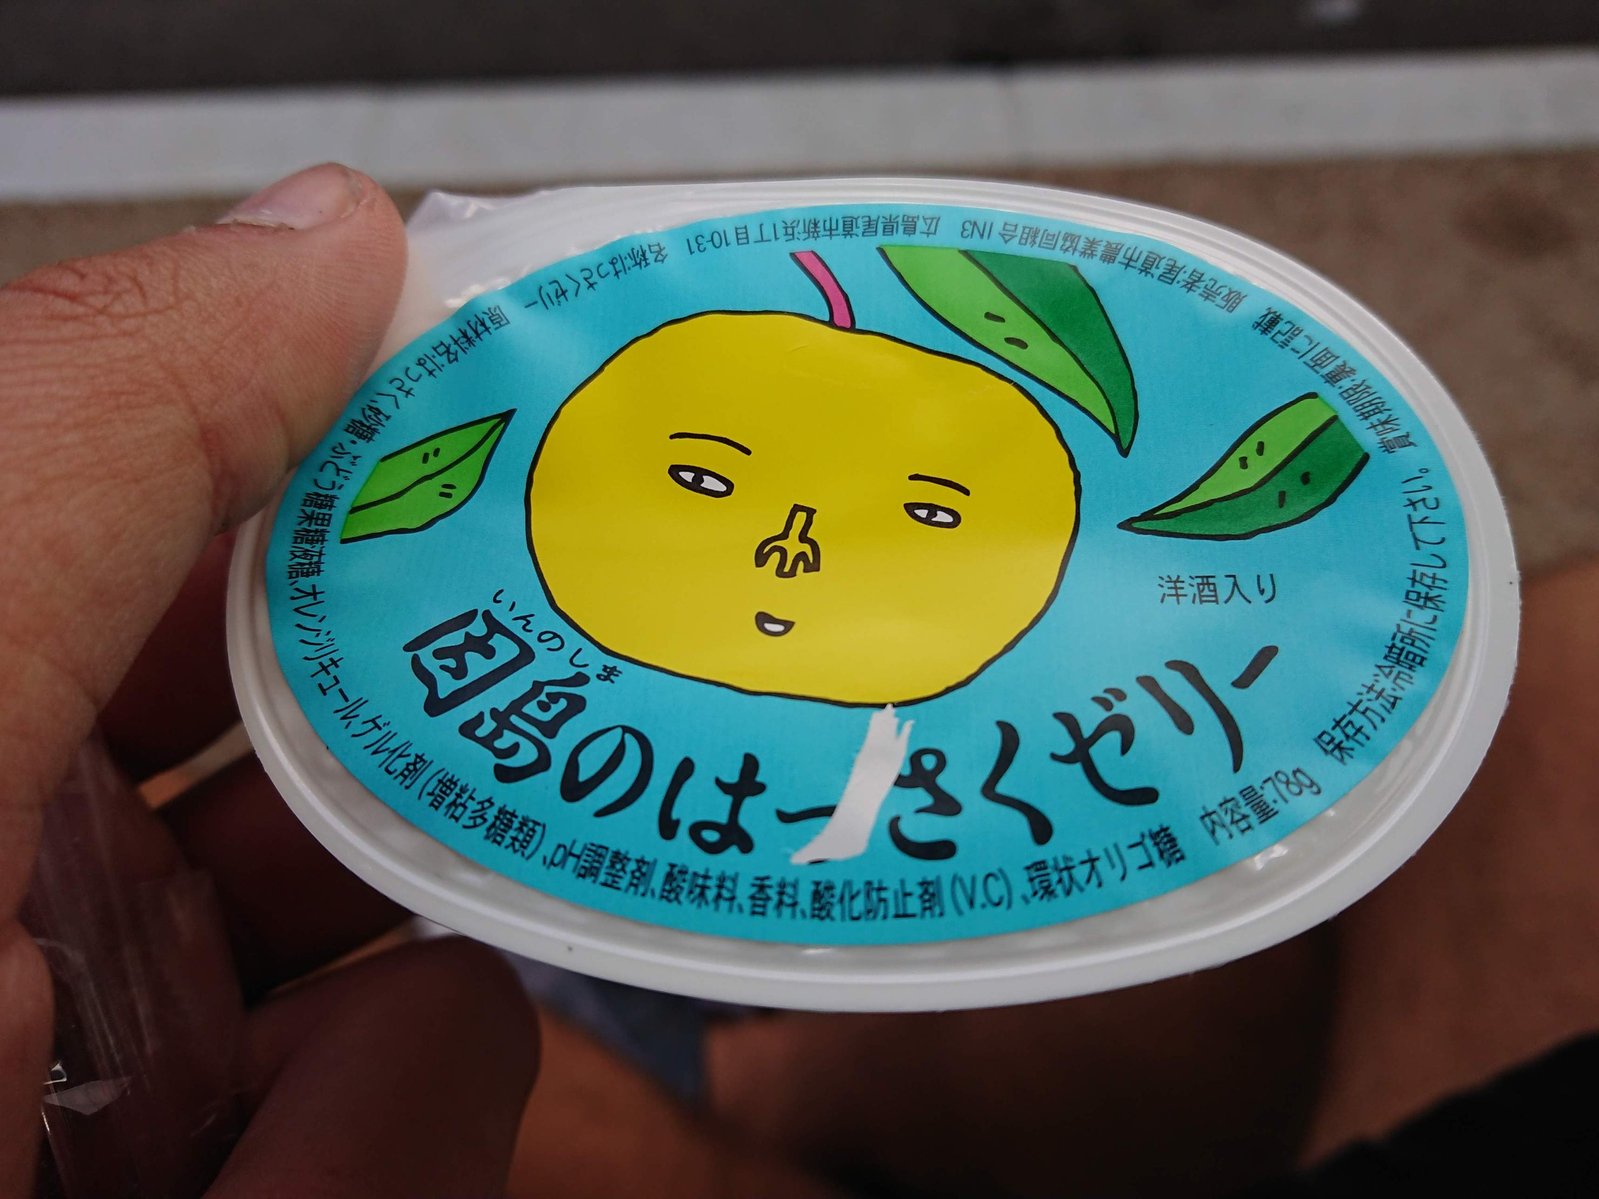 いんのしま
因島のはっさくゼリー
洋酒入り
名称:はっさくゼリー
原材料名:はっさく、砂糖・ぶどう糖果糖液糖、オレンジリキュール、ゲル化剤(増粘多糖類)、pH調整剤、酸味料、香料、酸化防止剤(V.C)、環状オリゴ糖
内容量:78g
保存方法:冷暗所に保存して下さい。
賞味期限:裏面に記載
販売者:尾道市農業協同組合 IN3
広島県尾道市新浜1丁目10-31